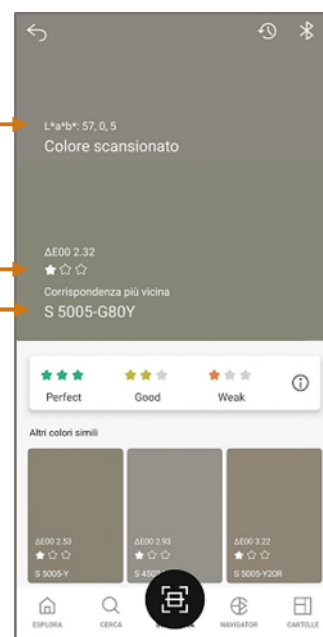 L*a*b*: 57, 0, 5
Colore scansionato
ΔE00 2.32
Corrispondenza più vicina
S 5005-G80Y
Perfect Good Weak
Altri colori simili
ΔE00 2.53 ΔE00 2.93 ΔE00 3.22
S 5005-Y S 4502 S 5005-Y20R
ESPLORA CERCA NAVIGATOR CARTELLE